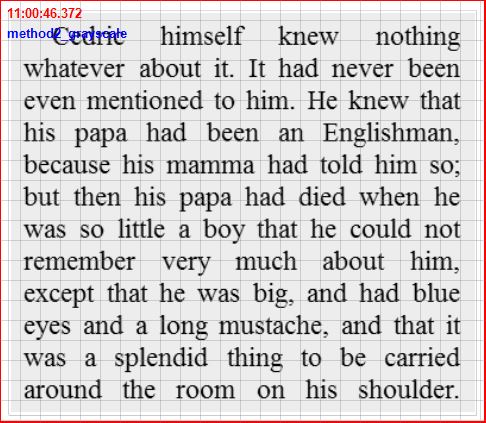 11:00:46.372
method2_grayscale
Cedric himself knew nothing
whatever about it. It had never been
even mentioned to him. He knew that
his papa had been an Englishman,
because his mamma had told him so;
but then his papa had died when he
was so little a boy that he could not
remember very much about him,
except that he was big, and had blue
eyes and a long mustache, and that it
was a splendid thing to be carried
around the room on his shoulder.